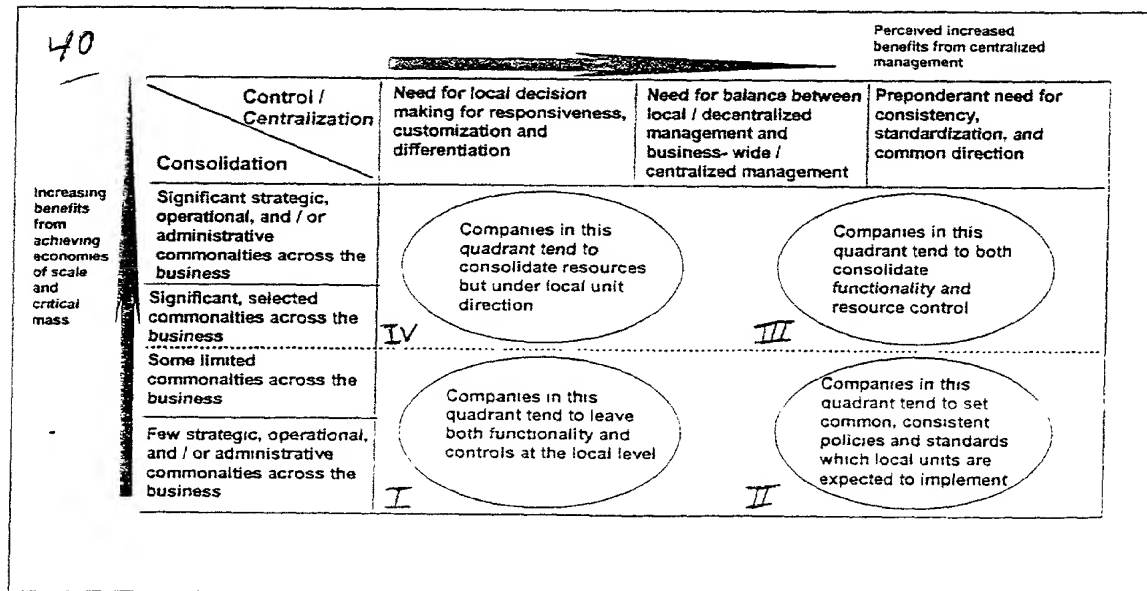 40
Perceived increased
benefits from centralized
management
Control /
Centralization
Consolidation
Need for local decision
making for responsiveness,
customization and
differentiation
Need for balance between
local / decentralized
management and
business- wide /
centralized management
Preponderant need for
consistency,
standardization, and
common direction
Increasing
benefits
from
achieving
economies
of scale
and
critical
mass
Significant strategic,
operational, and / or
administrative
commonalties across the
business
Significant, selected
commonalties across the
business
Some limited
commonalties across the
business
Few strategic, operational,
and / or administrative
commonalties across the
business
Companies in this
quadrant tend to
consolidate resources
but under local unit
direction
IV
Companies in this
quadrant tend to both
consolidate
functionality and
resource control
III
Companies in this
quadrant tend to leave
both functionality and
controls at the local level
I
Companies in this
quadrant tend to set
common, consistent
policies and standards
which local units are
expected to implement
II